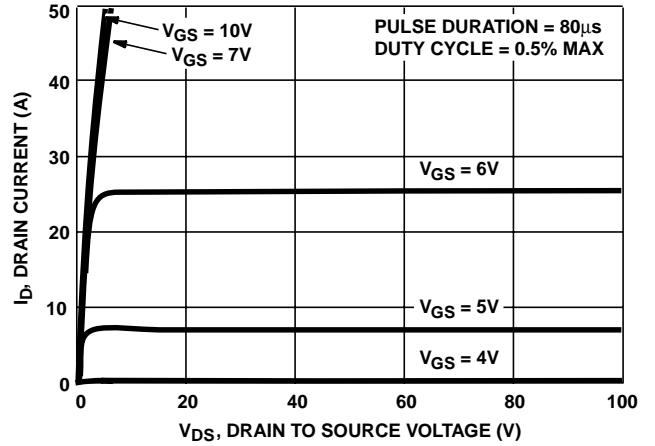 50
40
30
20
10
0
I_D, DRAIN CURRENT (A)
V_GS = 10V
V_GS = 7V
PULSE DURATION = 80μs
DUTY CYCLE = 0.5% MAX
V_GS = 6V
V_GS = 5V
V_GS = 4V
0 20 40 60 80 100
V_DS, DRAIN TO SOURCE VOLTAGE (V)